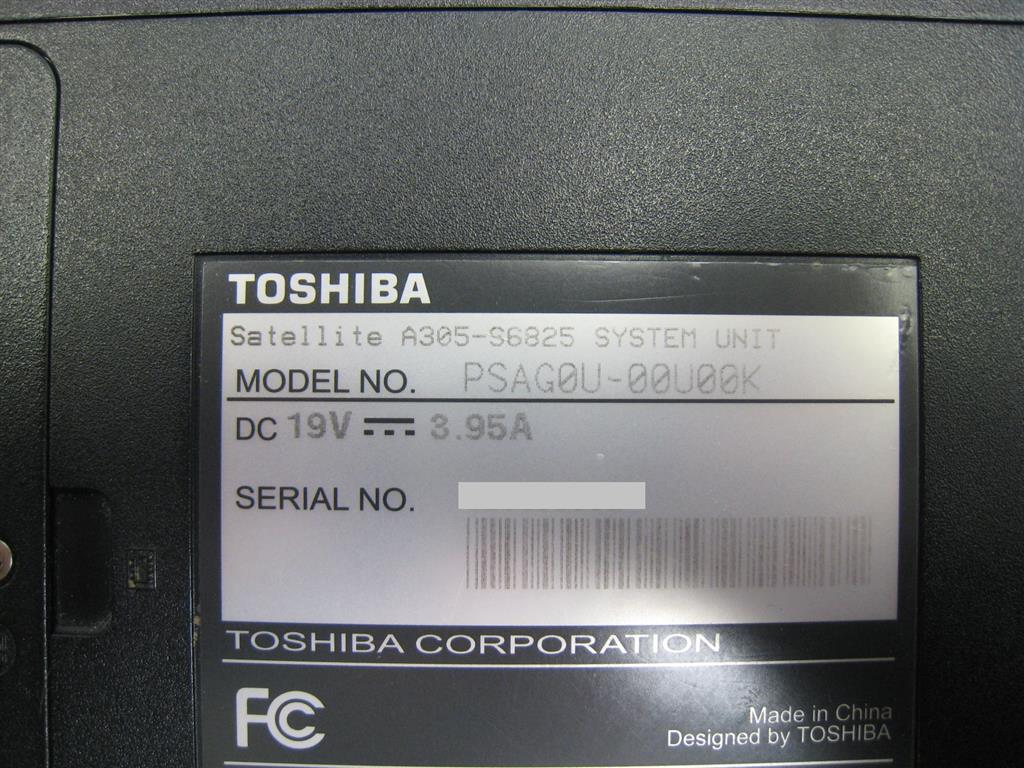 TOSHIBA
Satellite A305-S6825 SYSTEM UNIT
MODEL NO. PSAG0U-00U00K
DC 19V 3.95A
SERIAL NO.
TOSHIBA CORPORATION
FC
Made in China
Designed by TOSHIBA